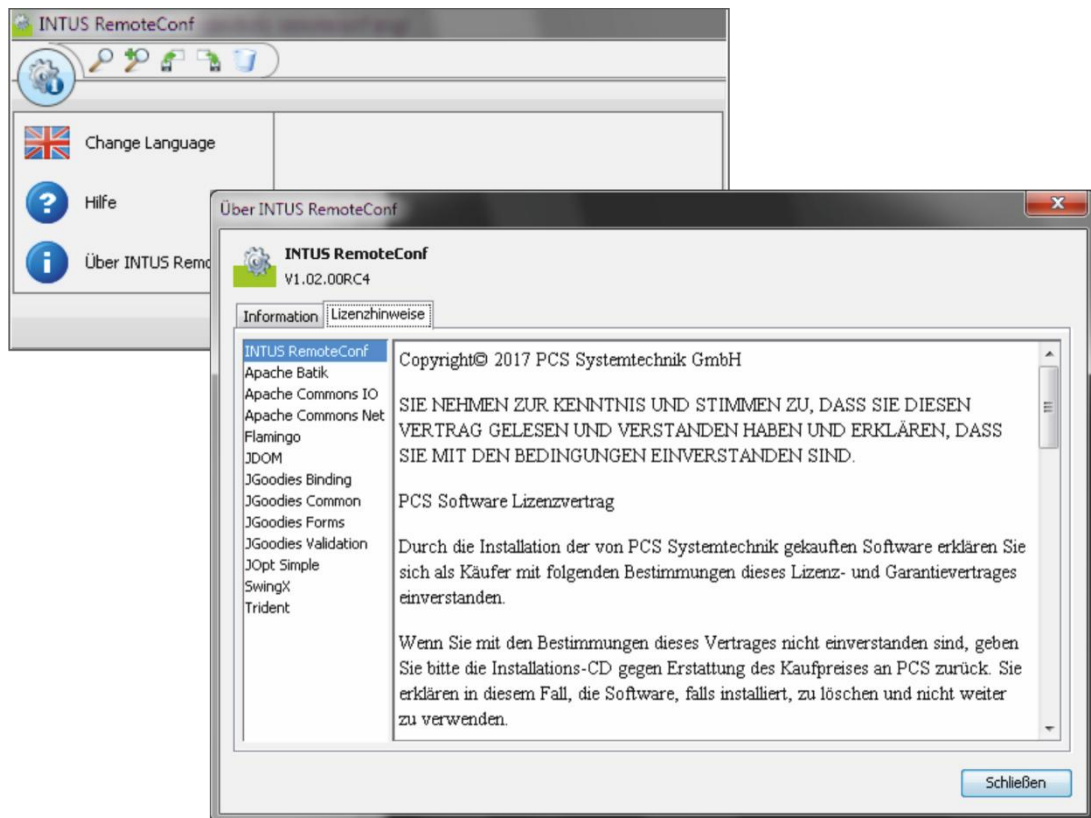 INTUS RemoteConf
Change Language
Hilfe
Über INTUS
Über INTUS RemoteConf
INTUS RemoteConf
V1.02.00RC4
Information
Lizenzhinweise
INTUS RemoteConf
Apache Batik
Apache Commons IO
Apache Commons Net
Flamingo
JDOM
JGoodies Binding
JGoodies Common
JGoodies Forms
JGoodies Validation
JOpt Simple
SwingX
Trident
Copyright© 2017 PCS Systemtechnik GmbH
SIE NEHMEN ZUR KENNTNIS UND STIMMEN ZU, DASS SIE DIESEN
VERTRAG GELESEN UND VERSTANDEN HABEN UND ERKLÄREN, DASS
SIE MIT DEN BEDINGUNGEN EINVERSTANDEN SIND.
PCS Software Lizenzvertrag
Durch die Installation der von PCS Systemtechnik gekauften Software erklären Sie
sich als Käufer mit folgenden Bestimmungen dieses Lizenz- und Garantievertrages
einverstanden.
Wenn Sie mit den Bestimmungen dieses Vertrages nicht einverstanden sind, geben
Sie bitte die Installations-CD gegen Erstattung des Kaufpreises an PCS zurück. Sie
erklären in diesem Fall, die Software, falls installiert, zu löschen und nicht weiter
zu verwenden.
Schließen